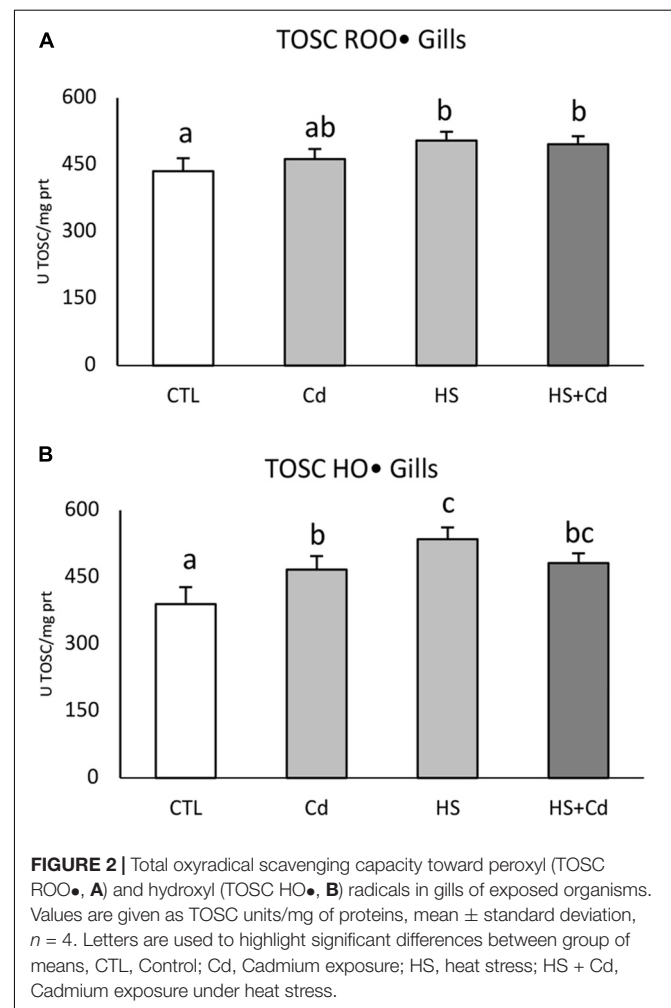 A
TOSC ROO● Gills
U TOSC/mg prt
600
450
300
150
0
a
ab
b
b
CTL Cd HS HS+Cd
B
TOSC HO● Gills
U TOSC/mg prt
600
450
300
150
0
a
b
c
bc
CTL Cd HS HS+Cd
FIGURE 2 | Total oxyradical scavenging capacity toward peroxyl (TOSC
ROO●, A) and hydroxyl (TOSC HO●, B) radicals in gills of exposed organisms.
Values are given as TOSC units/mg of proteins, mean ± standard deviation,
n = 4. Letters are used to highlight significant differences between group of
means, CTL, Control; Cd, Cadmium exposure; HS, heat stress; HS + Cd,
Cadmium exposure under heat stress.